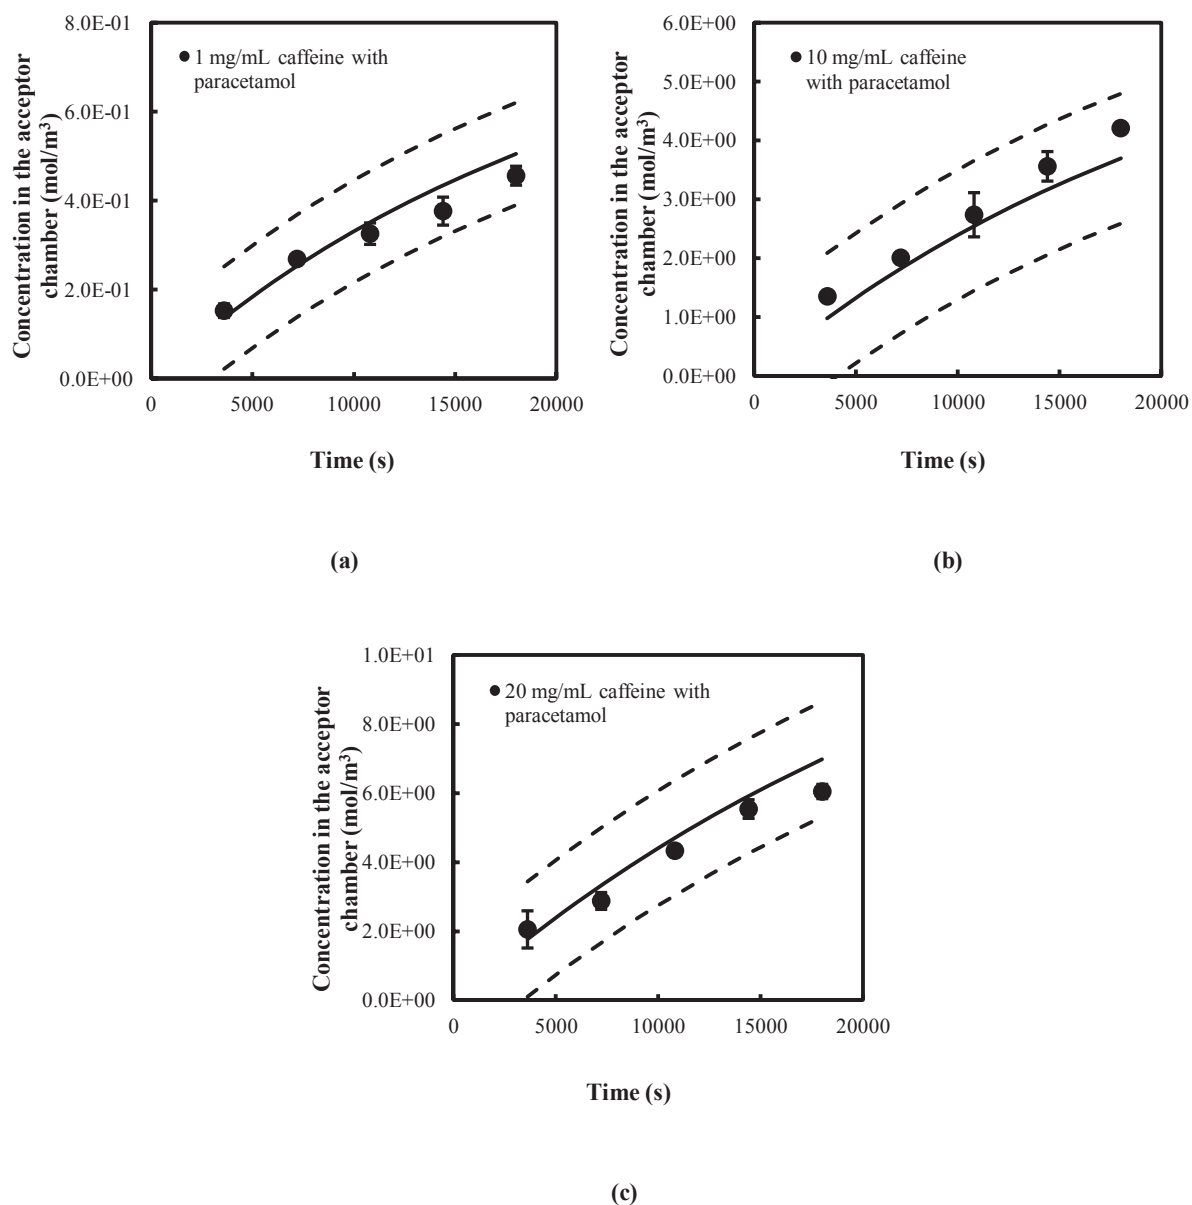 Concentration in the acceptor
chamber (mol/m³)
8.0E-01
6.0E-01
4.0E-01
2.0E-01
0.0E+00
1 mg/mL caffeine with
paracetamol
0 5000 10000 15000 20000
Time (s)
(a)
Concentration in the acceptor
chamber (mol/m³)
6.0E+00
5.0E+00
4.0E+00
3.0E+00
2.0E+00
1.0E+00
0.0E+00
10 mg/mL caffeine
with paracetamol
0 5000 10000 15000 20000
Time (s)
(b)
Concentration in the acceptor
chamber (mol/m³)
1.0E+01
8.0E+00
6.0E+00
4.0E+00
2.0E+00
0.0E+00
20 mg/mL caffeine with
paracetamol
0 5000 10000 15000 20000
Time (s)
(c)